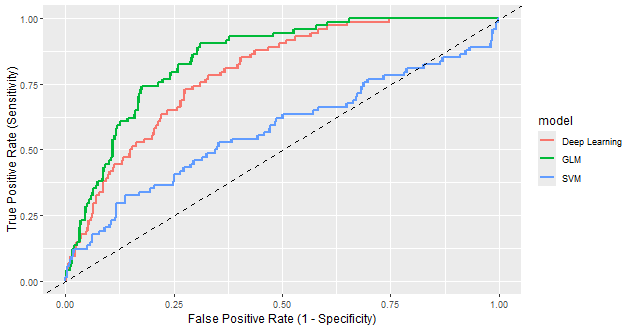 1.00
0.75
0.50
0.25
0.00
True Positive Rate (Sensitivity)
0.00 0.25 0.50 0.75 1.00
False Positive Rate (1 - Specificity)
model
Deep Learning
GLM
SVM